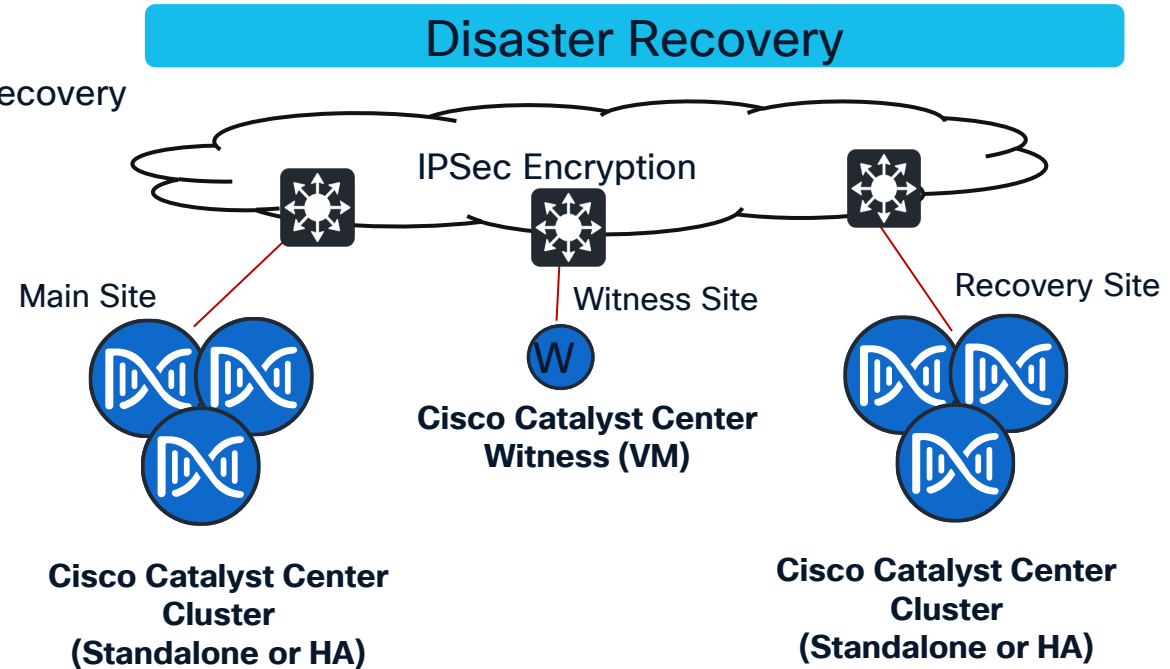 Disaster Recovery
ecovery
IPSec Encryption
Main Site
Witness Site
Recovery Site
W
Cisco Catalyst Center
Witness (VM)
Cisco Catalyst Center
Cluster
(Standalone or HA)
Cisco Catalyst Center
Cluster
(Standalone or HA)